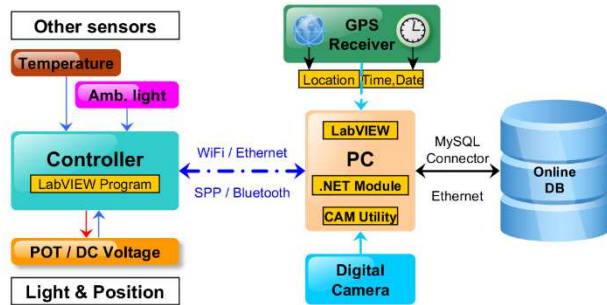 Other sensors
Temperature
Amb. light
Controller
LabVIEW Program
POT / DC Voltage
Light & Position
WiFi / Ethernet
SPP / Bluetooth
GPS
Receiver
Location
Time,Date
LabVIEW
PC
.NET Module
CAM Utility
Digital
Camera
MySQL
Connector
Ethernet
Online
DB